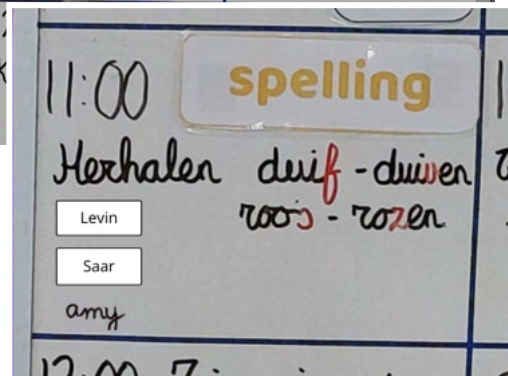 11:00 spelling
Herhalen duif - duiven
roos - rozen
Levin
Saar
amy